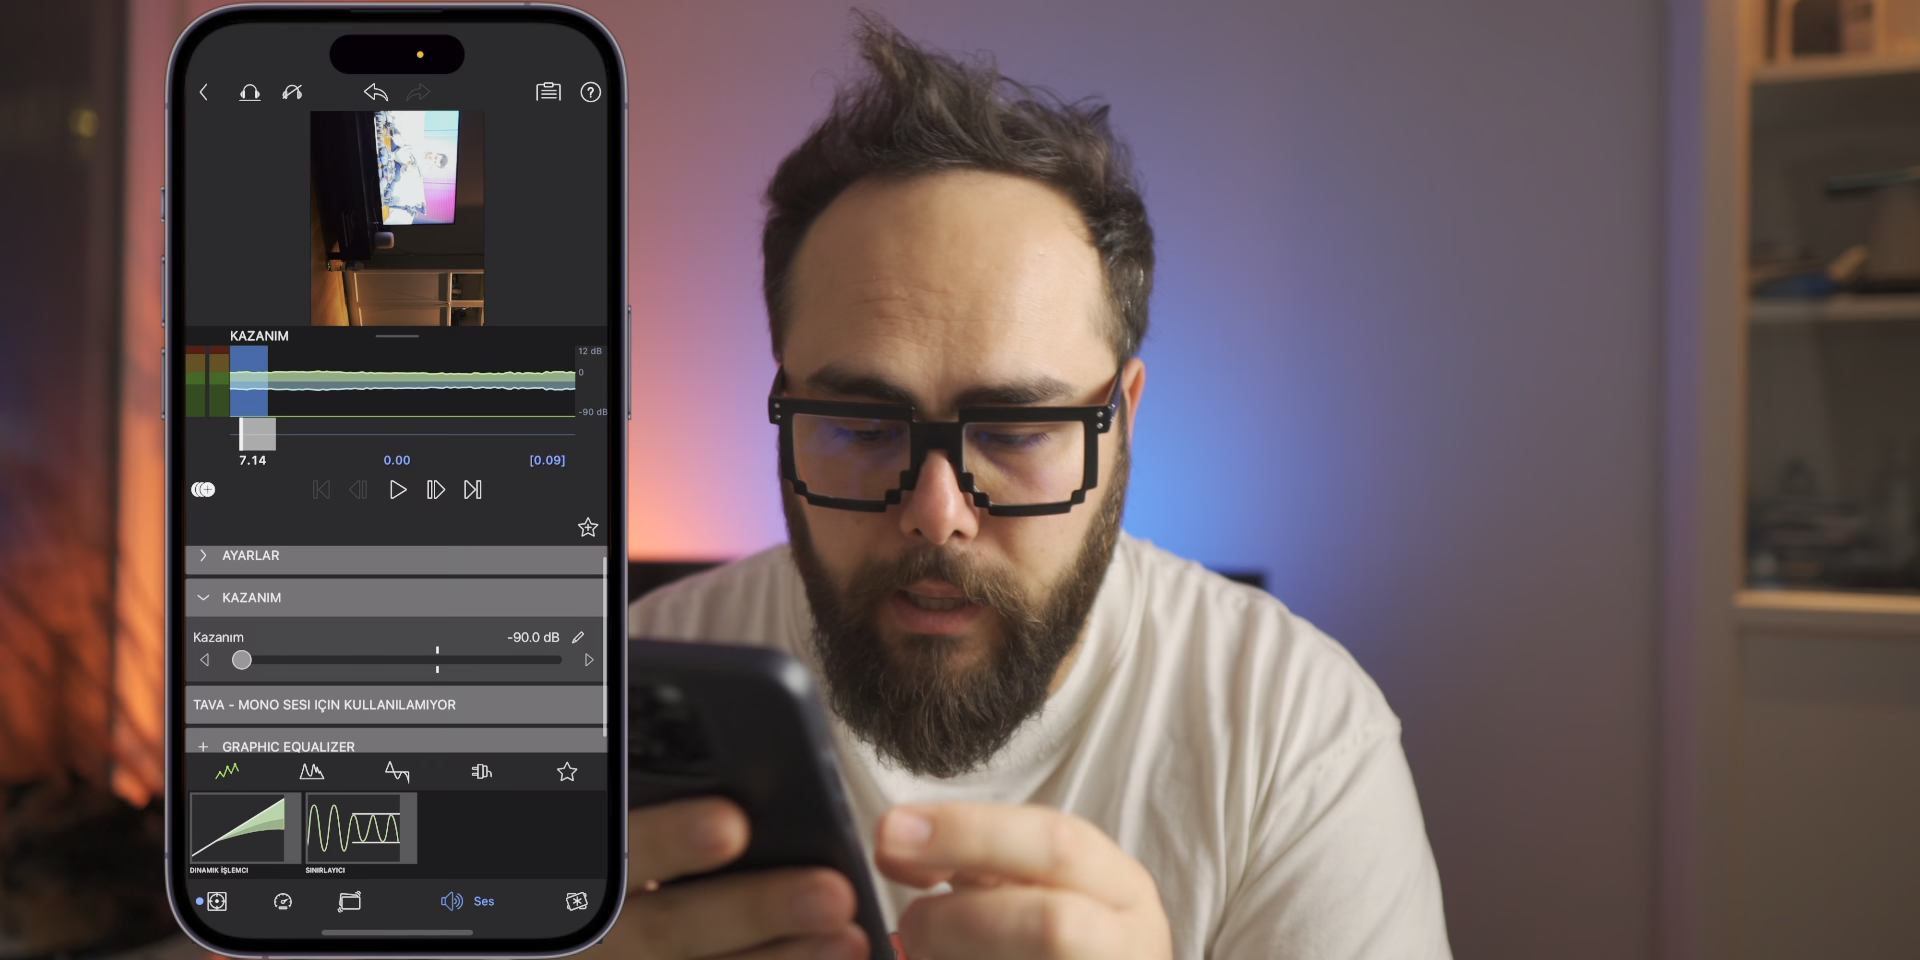 KAZANIM
12 dB
0
-90 dB
7.14
0.00
[0.09]
AYARLAR
KAZANIM
Kazanım
-90.0 dB
TAVA - MONO SESI IÇIN KULLANILAMIYOR
GRAPHIC EQUALIZER
DINAMIK İŞLEMCI
SINIRLAYICI
Ses